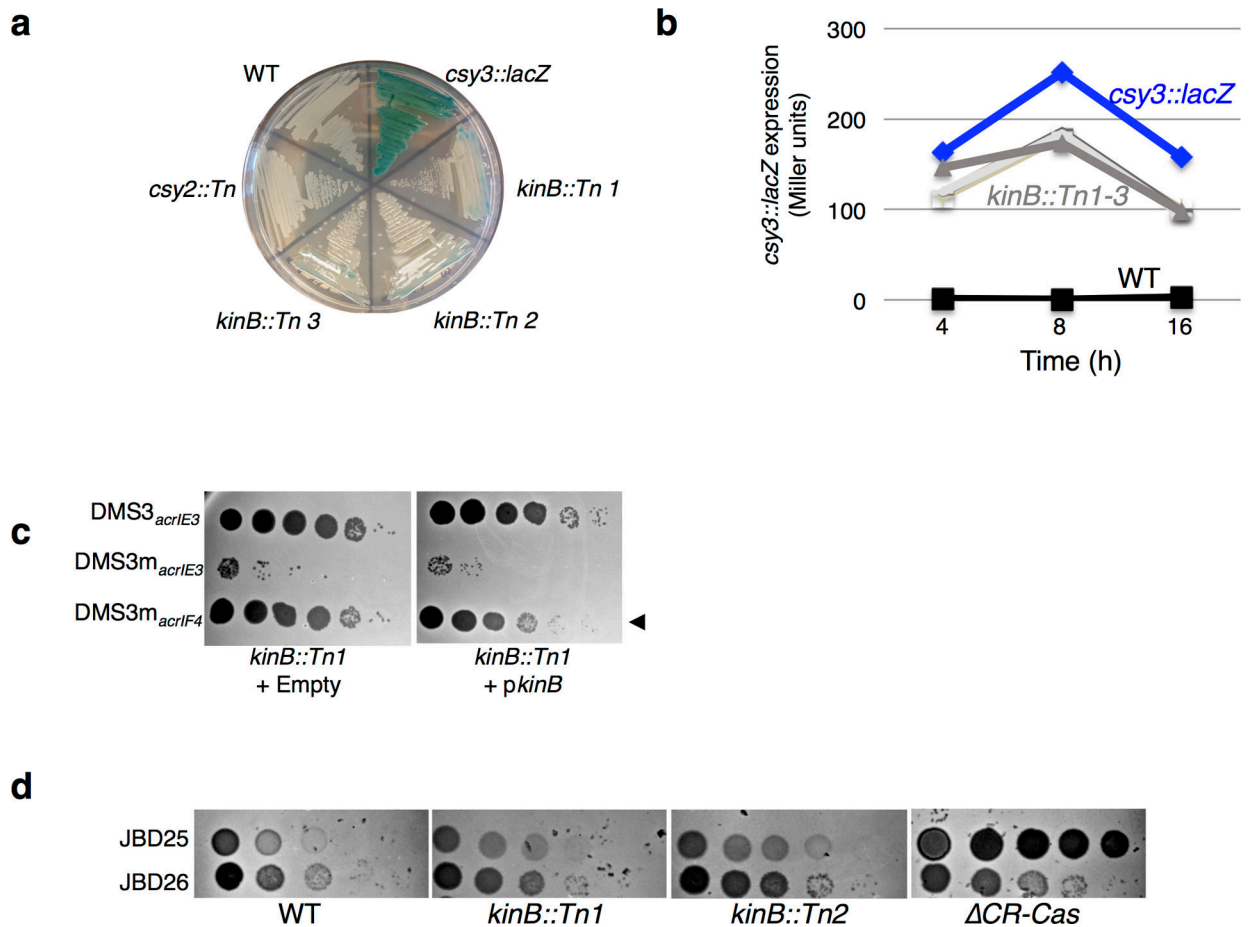 a
WT
csy3::lacZ
csy2::Tn
kinB::Tn 1
kinB::Tn 3
kinB::Tn 2
b
csy3::lacZ expression
(Miller units)
300
200
100
0
csy3::lacZ
kinB::Tn1-3
WT
4 8 16
Time (h)
c
DMS3acrIE3
DMS3macrIE3
DMS3macrIF4
kinB::Tn1
+ Empty
kinB::Tn1
+ pkinB
d
JBD25
JBD26
WT
kinB::Tn1
kinB::Tn2
ΔCR-Cas